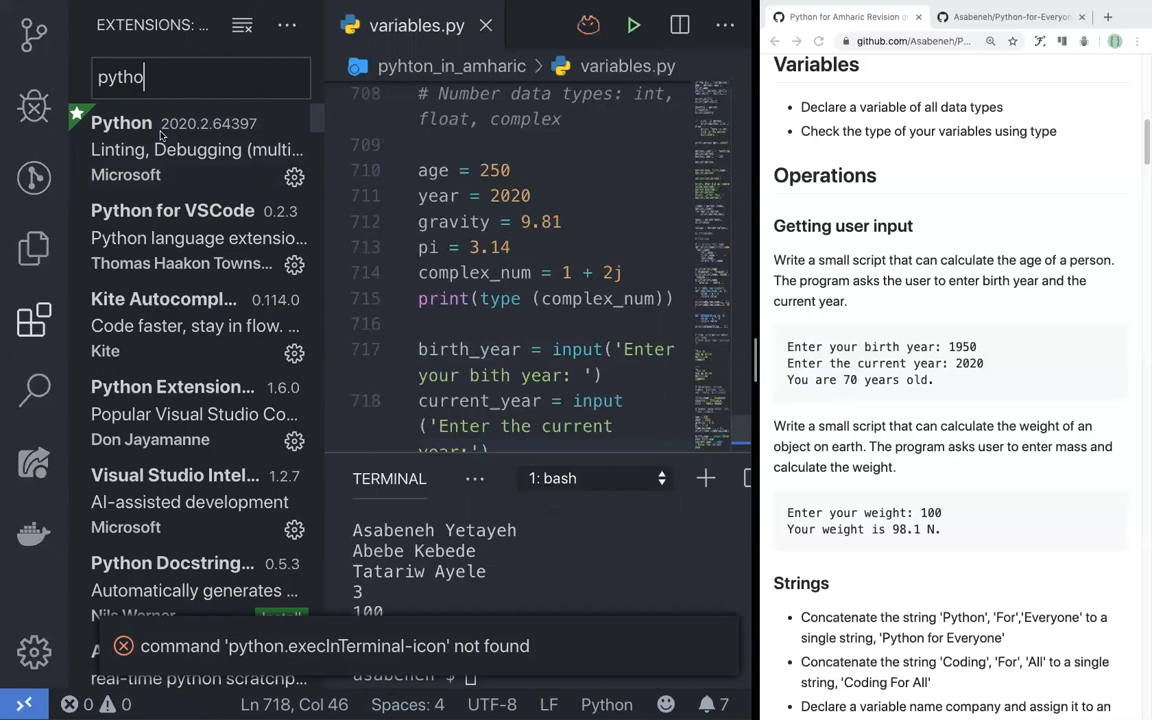 EXTENSIONS: ...
pytho
Python 2020.2.64397
Linting, Debugging (multi...
Microsoft
Python for VSCode 0.2.3
Python language extensio...
Thomas Haakon Towns...
Kite Autocompl... 0.114.0
Code faster, stay in flow. ...
Kite
Python Extension... 1.6.0
Popular Visual Studio Co...
Don Jayamanne
Visual Studio Intel... 1.2.7
AI-assisted development
Microsoft
Python Docstring... 0.5.3
Automatically generates ...
Nils Werner Install
real-time python scratchp...
variables.py
pyhton_in_amharic > variables.py
708 # Number data types: int,
float, complex
709
710 age = 250
711 year = 2020
712 gravity = 9.81
713 pi = 3.14
714 complex_num = 1 + 2j
715 print(type (complex_num))
716
717 birth_year = input('Enter
your bith year: ')
718 current_year = input
('Enter the current
year:')
TERMINAL ... 1: bash
Asabeneh Yetayeh
Abebe Kebede
Tatariw Ayele
3
100
command 'python.execInTerminal-icon' not found
asabeneh $
0 0 Ln 718, Col 46 Spaces: 4 UTF-8 LF Python 7
Python for Amharic Revision
Asabeneh/Python-for-Everyon
github.com/Asabeneh/P...
Variables
Declare a variable of all data types
Check the type of your variables using type
Operations
Getting user input
Write a small script that can calculate the age of a person.
The program asks the user to enter birth year and the
current year.
Enter your birth year: 1950
Enter the current year: 2020
You are 70 years old.
Write a small script that can calculate the weight of an
object on earth. The program asks user to enter mass and
calculate the weight.
Enter your weight: 100
Your weight is 98.1 N.
Strings
Concatenate the string 'Python', 'For','Everyone' to a
single string, 'Python for Everyone'
Concatenate the string 'Coding', 'For', 'All' to a single
string, 'Coding For All'
Declare a variable name company and assign it to an